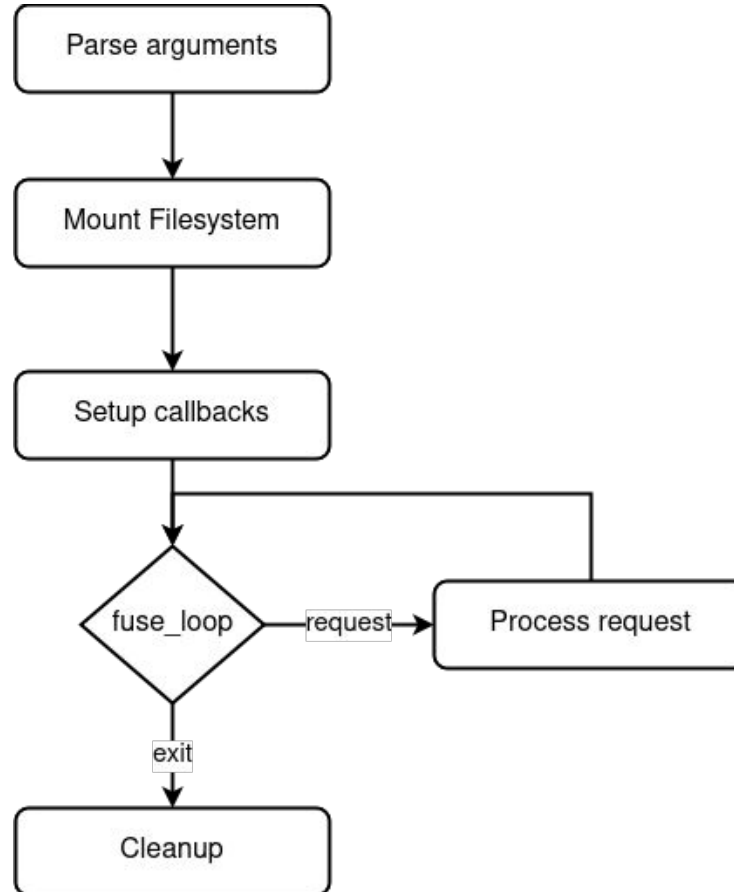 Parse arguments
Mount Filesystem
Setup callbacks
fuse_loop
request
Process request
exit
Cleanup